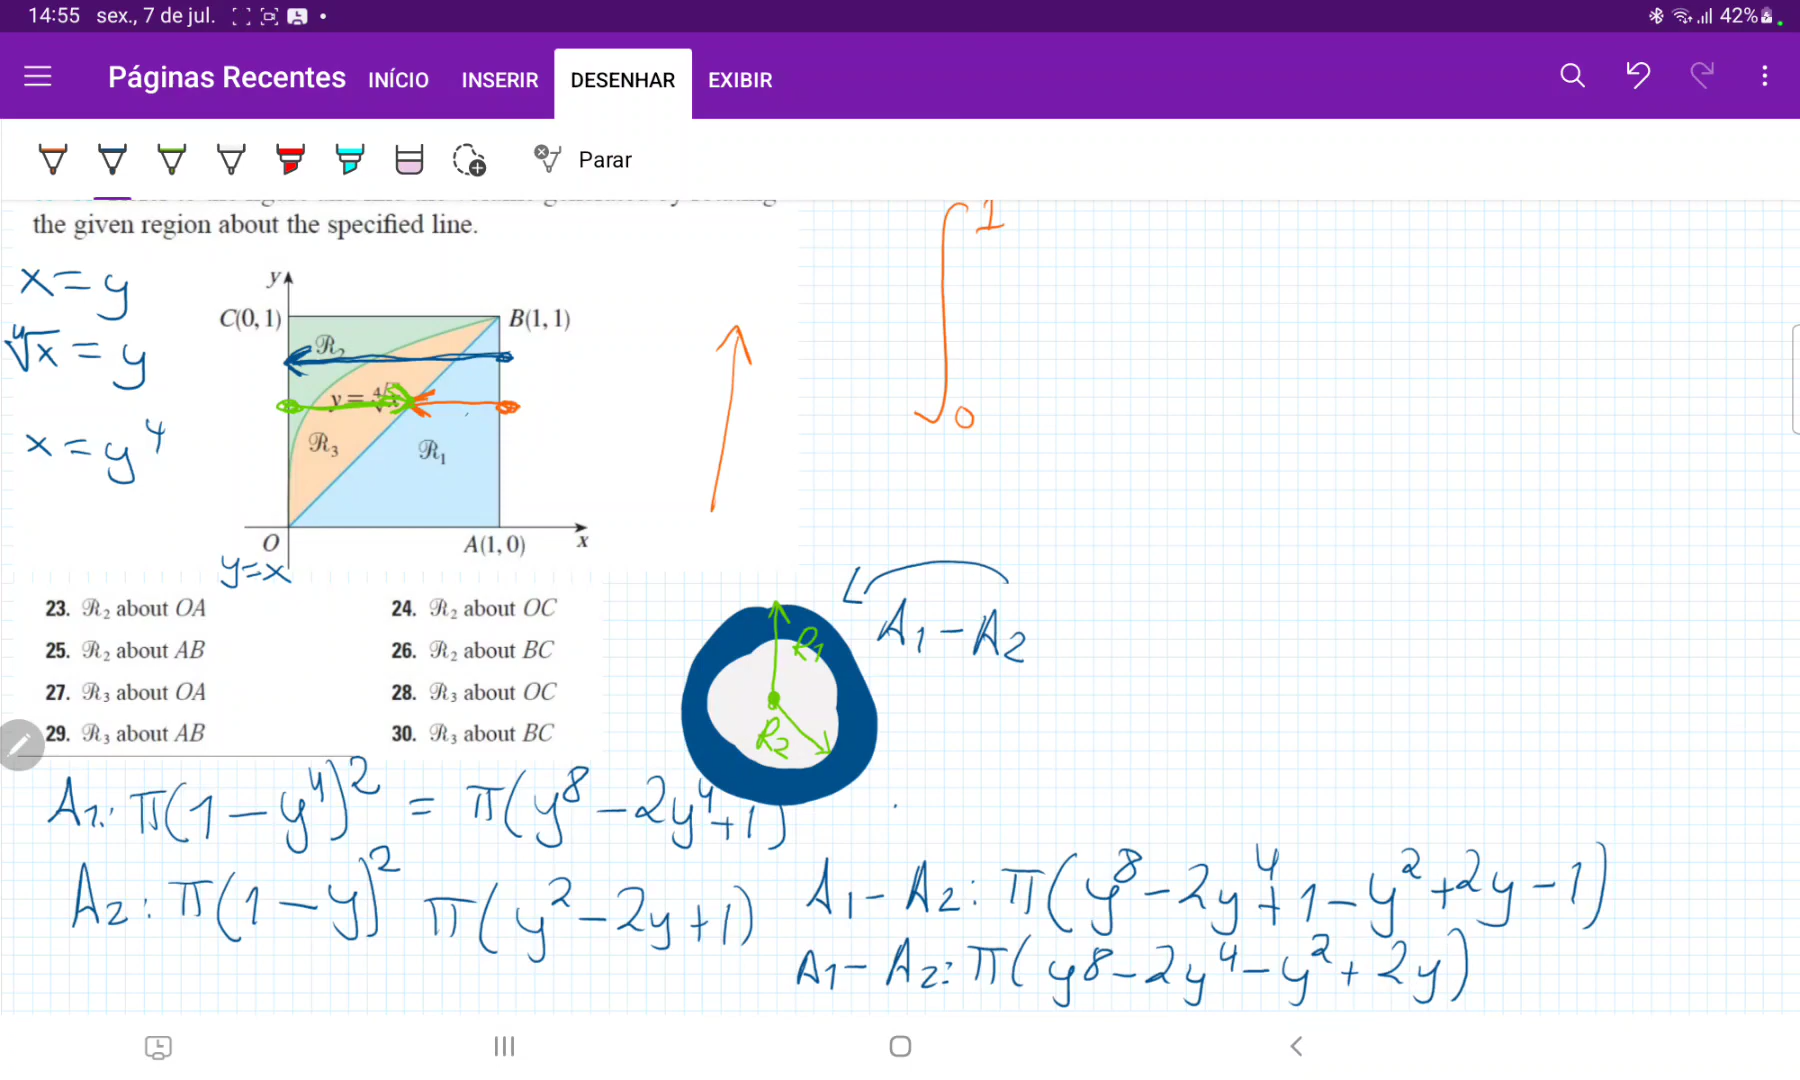 14:55 sex., 7 de jul.
42%
Páginas Recentes INÍCIO INSERIR DESENHAR EXIBIR
Parar
the given region about the specified line.
x = y
∜x = y
x = y⁴
y
C(0, 1)
B(1, 1)
ℛ₂
y = ∜x
ℛ₃
ℛ₁
O
A(1, 0)
x
y=x
1
0
23. ℛ₂ about OA
24. ℛ₂ about OC
25. ℛ₂ about AB
26. ℛ₂ about BC
27. ℛ₃ about OA
28. ℛ₃ about OC
29. ℛ₃ about AB
30. ℛ₃ about BC
A₁ - A₂
R₁
R₂
A₁: π(1 - y⁴)² = π(y⁸ - 2y⁴ + 1)
A₂: π(1 - y)² π(y² - 2y + 1)
A₁ - A₂: π(y⁸ - 2y⁴ + 1 - y² + 2y - 1)
A₁ - A₂: π(y8 - 2y⁴ - y² + 2y)